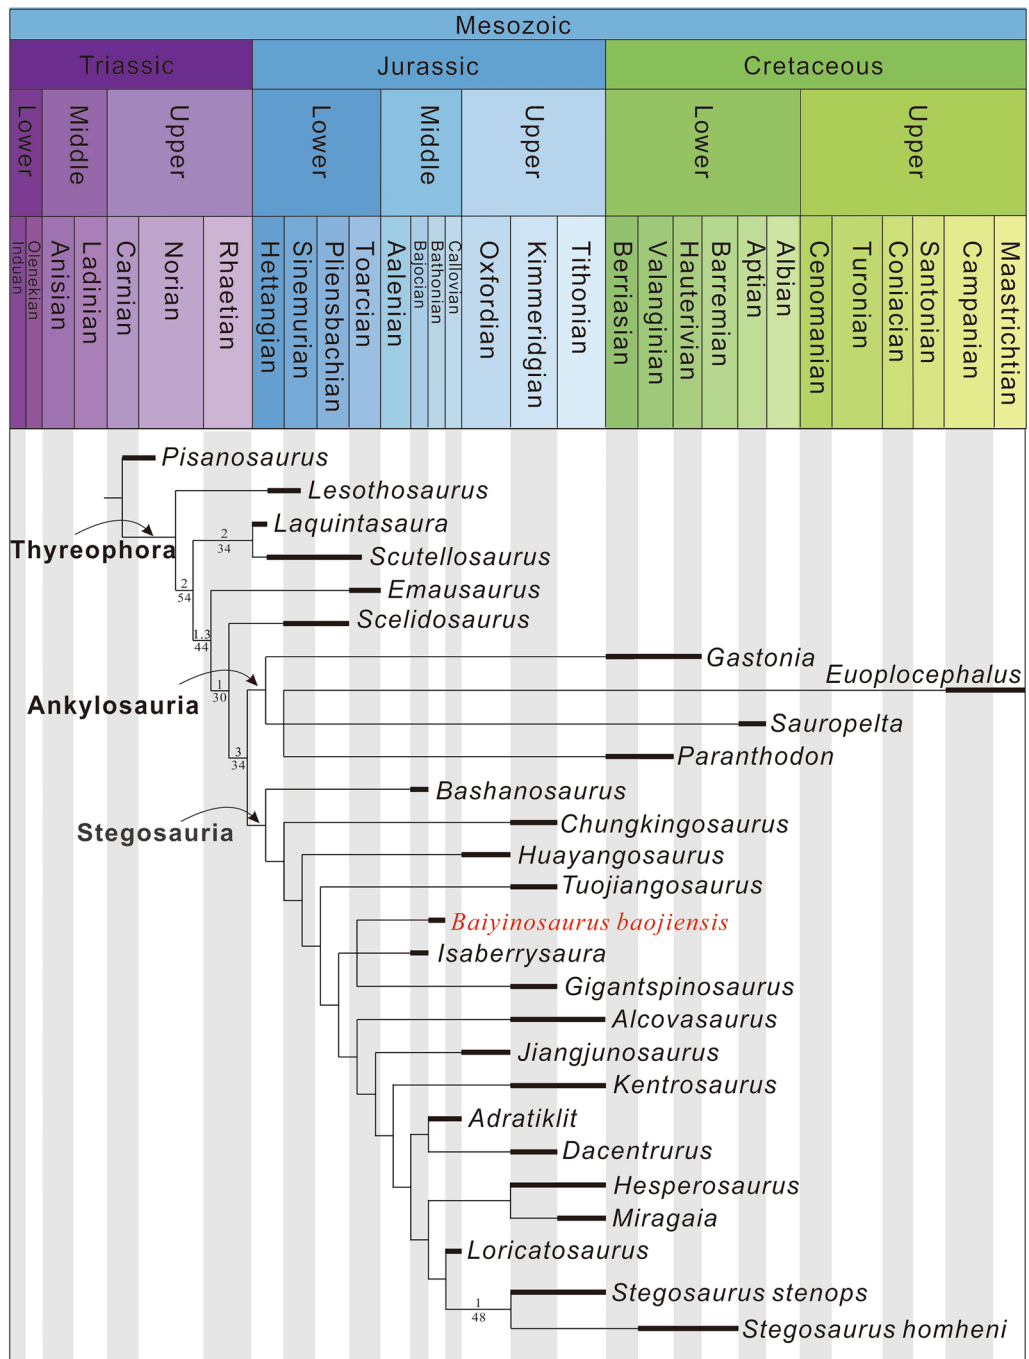 Mesozoic
Triassic
Jurassic
Cretaceous
Lower
Middle
Upper
Lower
Middle
Upper
Lower
Upper
Induan
Olenekian
Anisian
Ladinian
Carnian
Norian
Rhaetian
Hettangian
Sinemurian
Pliensbachian
Toarcian
Aalenian
Bajocian
Bathonian
Callovian
Oxfordian
Kimmeridgian
Tithonian
Berriasian
Valanginian
Hauterivian
Barremian
Aptian
Albian
Cenomanian
Turonian
Coniacian
Santonian
Campanian
Maastrichtian
Pisanosaurus
Lesothosaurus
Laquintasaura
2
34
Thyreophora
Scutellosaurus
2
54
Emausaurus
Scelidosaurus
1.3
44
Gastonia
Euoplocephalus
1
30
Ankylosauria
Sauropelta
3
34
Paranthodon
Bashanosaurus
Stegosauria
Chungkingosaurus
Huayangosaurus
Tuojiangosaurus
Baiyinosaurus baojiensis
Isaberrysaura
Gigantspinosaurus
Alcovasaurus
Jiangjunosaurus
Kentrosaurus
Adratiklit
Dacentrurus
Hesperosaurus
Miragaia
Loricatosaurus
Stegosaurus stenops
1
48
Stegosaurus homheni